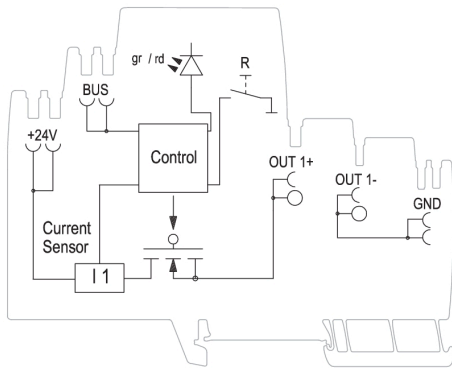 gr / rd
R
BUS
+24V
Control
OUT 1+
OUT 1-
GND
Current
Sensor
I 1